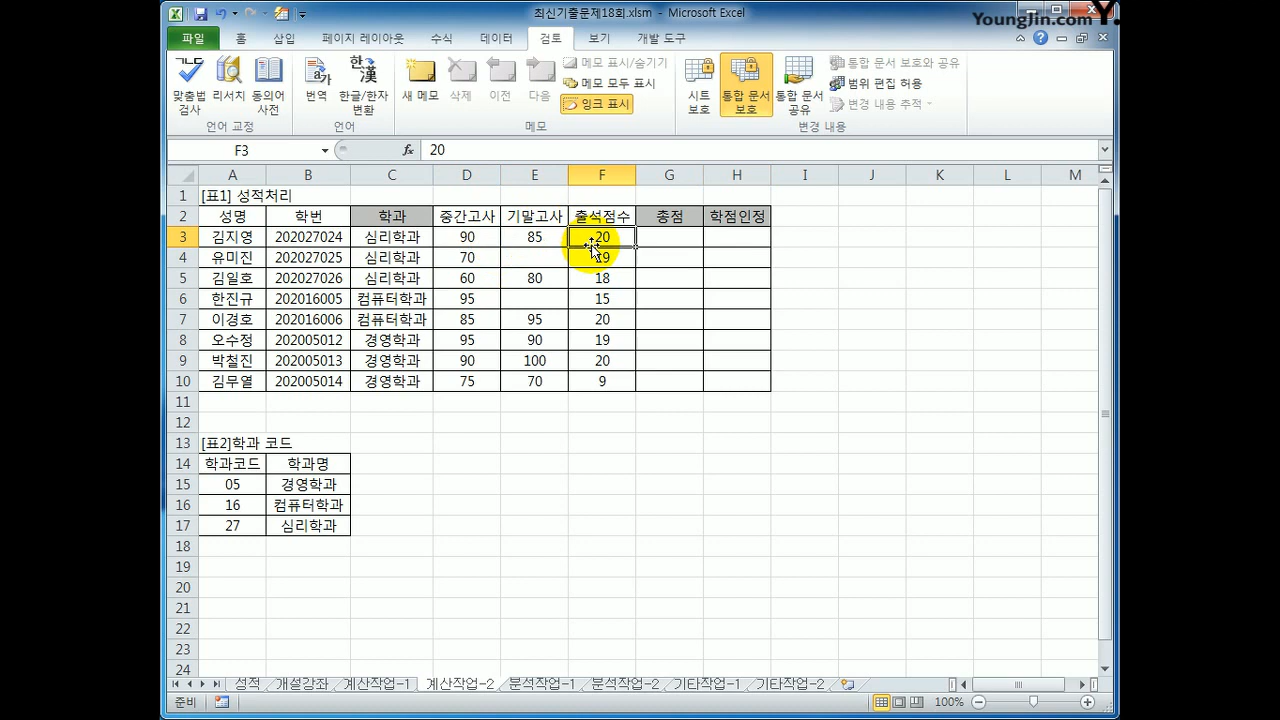 최신기출문제18회.xlsm - Microsoft Excel
YoungJin.com Y.
파일 홈 삽입 페이지 레이아웃 수식 데이터 검토 보기 개발 도구
맞춤법 검사 리서치 동의어 사전 번역 한글/한자 변환 새 메모 삭제 이전 다음
메모 표시/숨기기
메모 모두 표시
잉크 표시
시트 보호 통합 문서 보호 통합 문서 공유
통합 문서 보호와 공유
범위 편집 허용
변경 내용 추적
언어 교정 언어 메모 변경 내용
F3 fx 20
A B C D E F G H I J K L M
1 [표1] 성적처리
2 성명 학번 학과 중간고사 기말고사 출석점수 총점 학점인정
3 김지영 202027024 심리학과 90 85 20
4 유미진 202027025 심리학과 70 19
5 김일호 202027026 심리학과 60 80 18
6 한진규 202016005 컴퓨터학과 95 15
7 이경호 202016006 컴퓨터학과 85 95 20
8 오수정 202005012 경영학과 95 90 19
9 박철진 202005013 경영학과 90 100 20
10 김무열 202005014 경영학과 75 70 9
11
12
13 [표2]학과 코드
14 학과코드 학과명
15 05 경영학과
16 16 컴퓨터학과
17 27 심리학과
18
19
20
21
22
23
24
성적 개설강좌 계산작업-1 계산작업-2 분석작업-1 분석작업-2 기타작업-1 기타작업-2
준비 100%